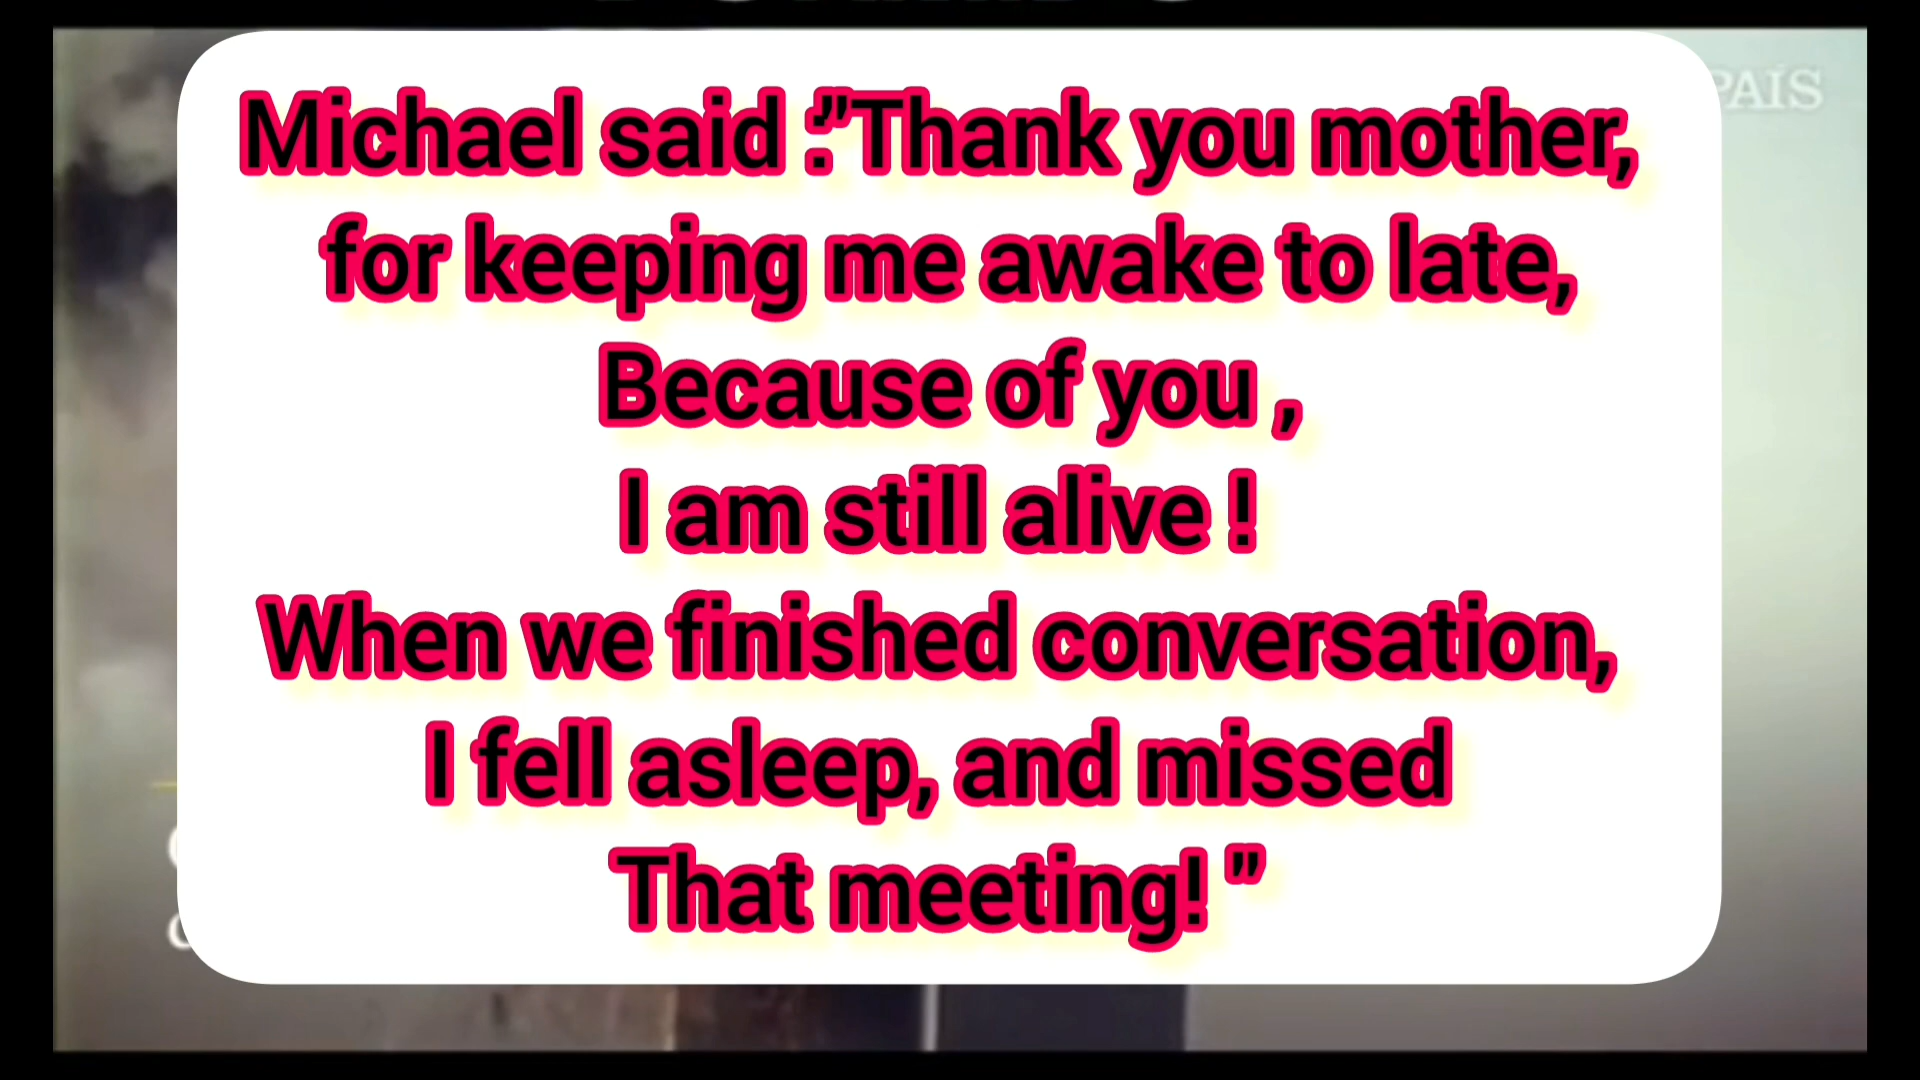 Michael said :"Thank you mother,
for keeping me awake to late,
Because of you ,
I am still alive !
When we finished conversation,
I fell asleep, and missed
That meeting! "
PAÍS